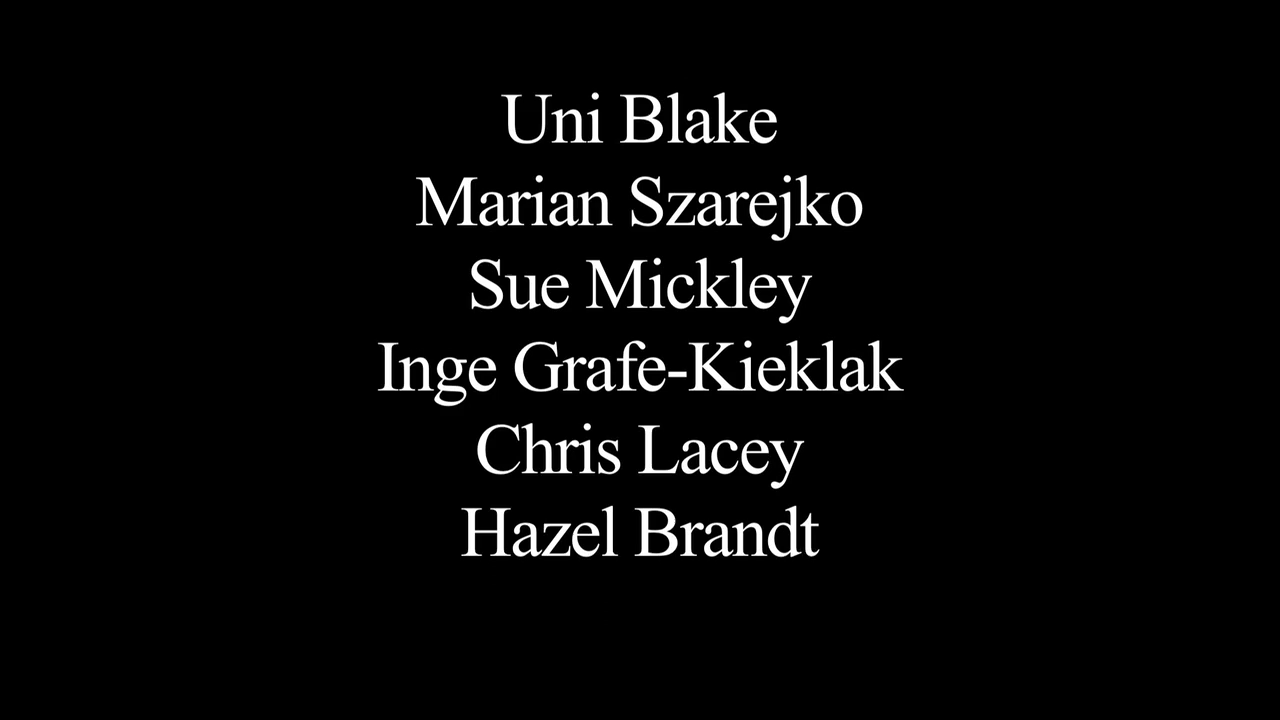 Uni Blake
Marian Szarejko
Sue Mickley
Inge Grafe-Kieklak
Chris Lacey
Hazel Brandt